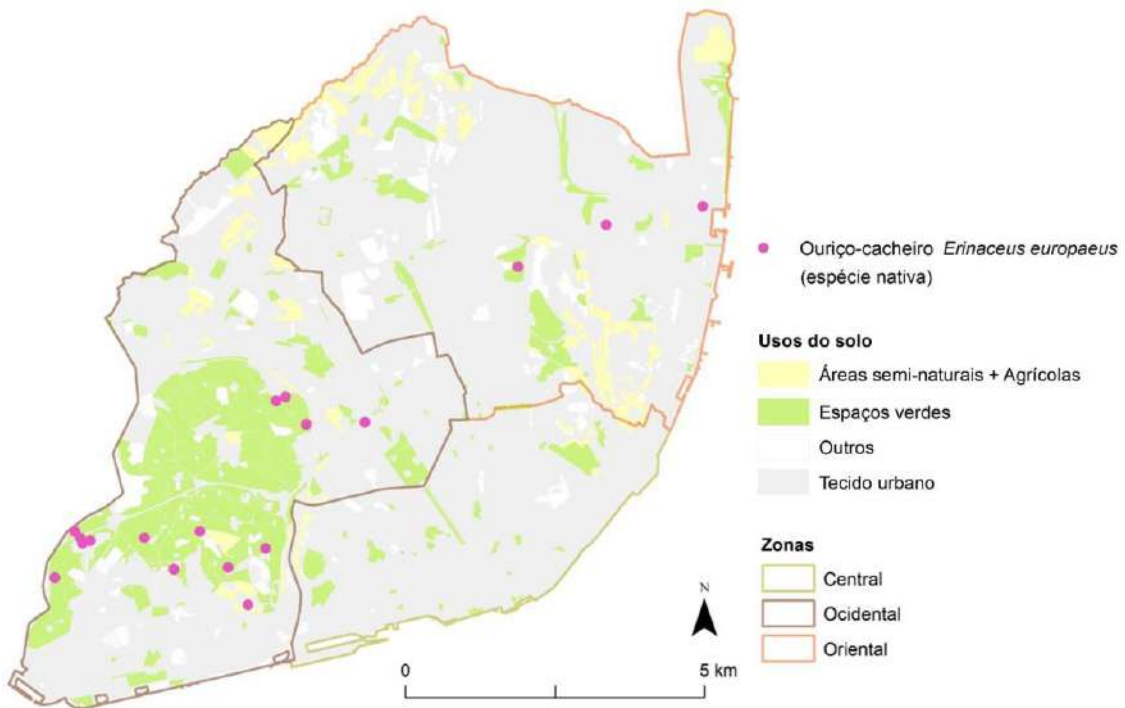 Ouriço-cacheiro Erinaceus europaeus
(espécie nativa)
Usos do solo
Áreas semi-naturais + Agrícolas
Espaços verdes
Outros
Tecido urbano
Zonas
Central
Ocidental
Oriental
N
0 5 km